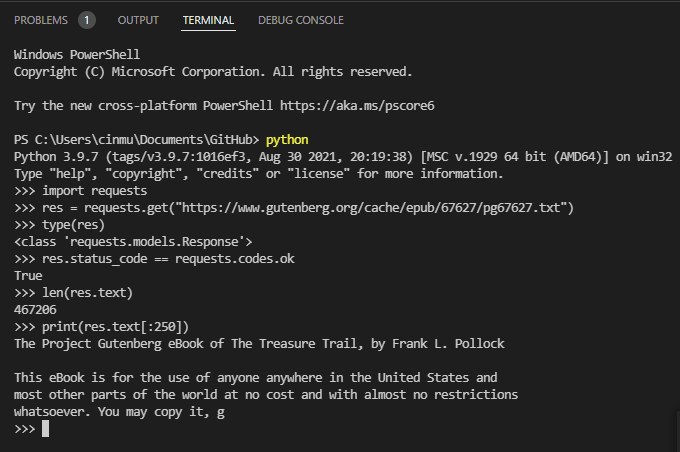 PROBLEMS 1 OUTPUT TERMINAL DEBUG CONSOLE
Windows PowerShell
Copyright (C) Microsoft Corporation. All rights reserved.
Try the new cross-platform PowerShell https://aka.ms/pscore6
PS C:\Users\cinmu\Documents\GitHub> python
Python 3.9.7 (tags/v3.9.7:1016ef3, Aug 30 2021, 20:19:38) [MSC v.1929 64 bit (AMD64)] on win32
Type "help", "copyright", "credits" or "license" for more information.
>>> import requests
>>> res = requests.get("https://www.gutenberg.org/cache/epub/67627/pg67627.txt")
>>> type(res)
<class 'requests.models.Response'>
>>> res.status_code == requests.codes.ok
True
>>> len(res.text)
467206
>>> print(res.text[:250])
The Project Gutenberg eBook of The Treasure Trail, by Frank L. Pollock
This eBook is for the use of anyone anywhere in the United States and
most other parts of the world at no cost and with almost no restrictions
whatsoever. You may copy it, g
>>>